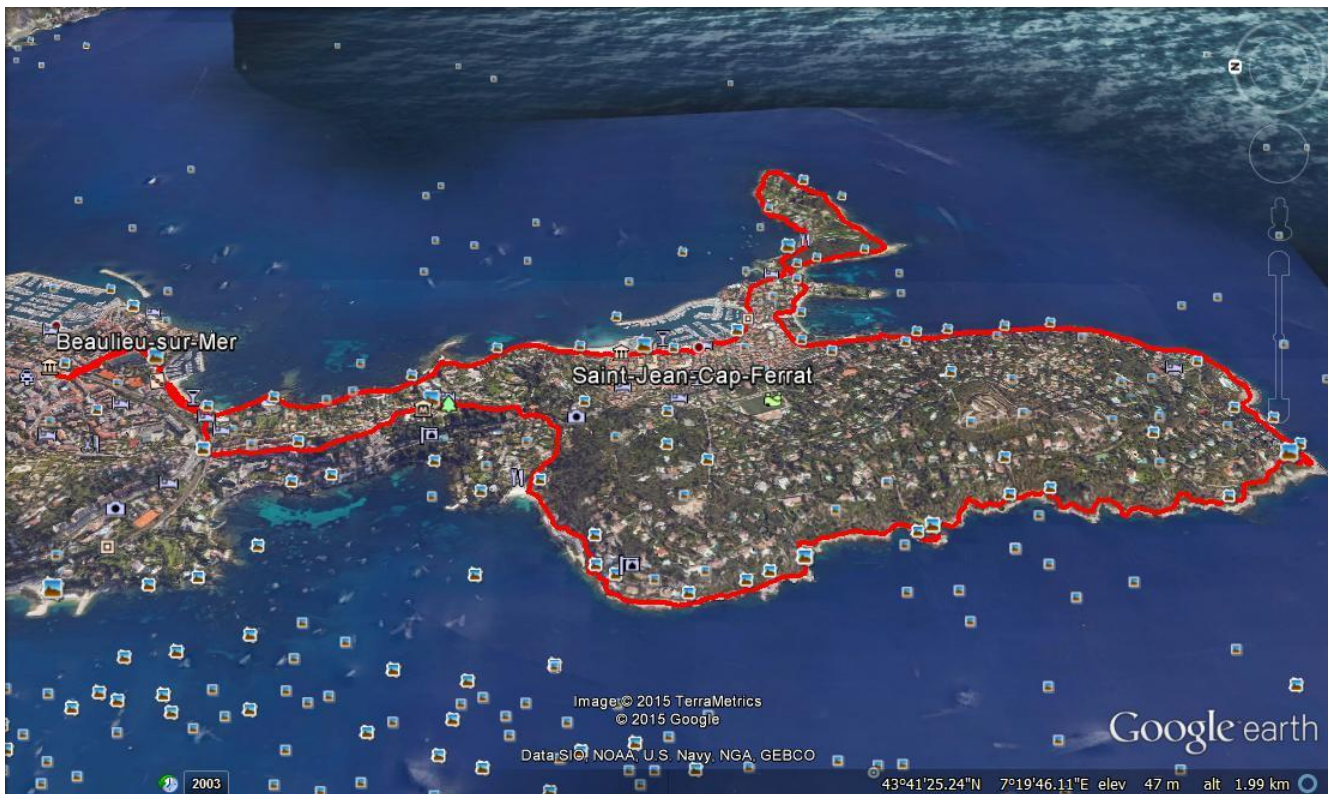 N
Beaulieu-sur-Mer
Saint-Jean-Cap-Ferrat
Image © 2015 TerraMetrics
© 2015 Google
Data SIO, NOAA, U.S. Navy, NGA, GEBCO
Google earth
2003
43°41'25.24"N 7°19'46.11"E elev 47 m alt 1.99 km